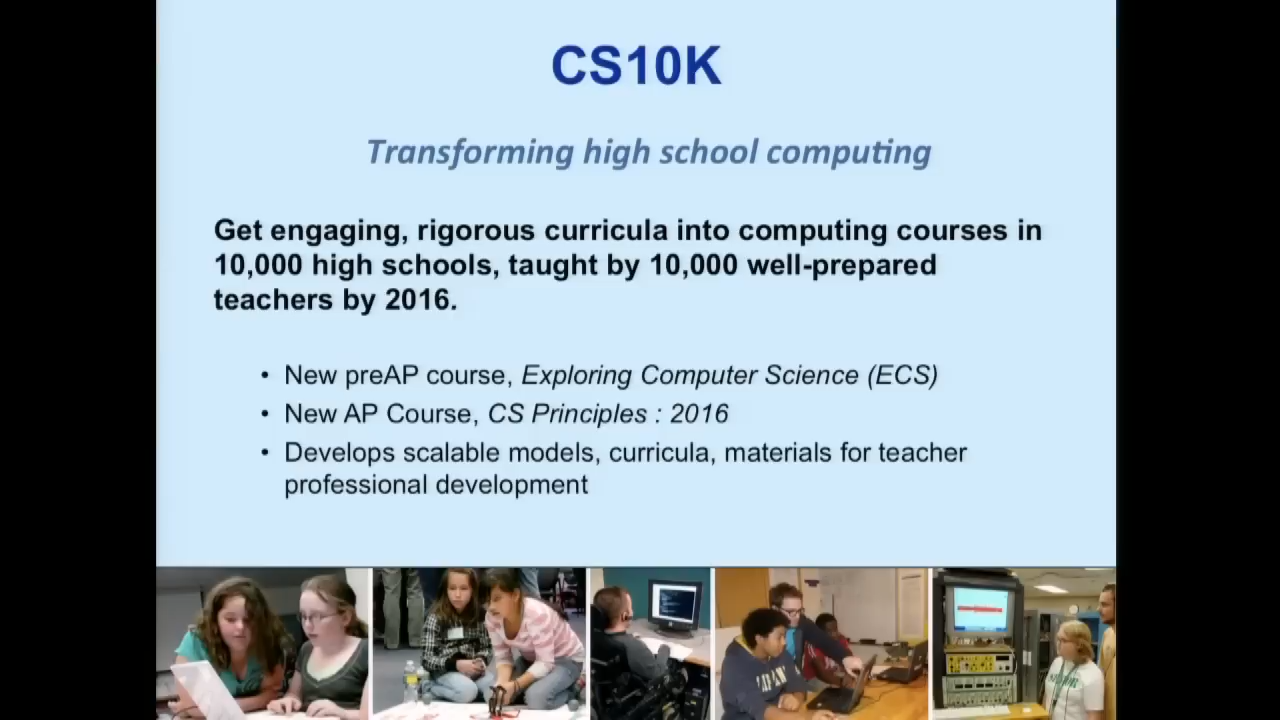 CS10K
Transforming high school computing
Get engaging, rigorous curricula into computing courses in
10,000 high schools, taught by 10,000 well-prepared
teachers by 2016.
• New preAP course, Exploring Computer Science (ECS)
• New AP Course, CS Principles : 2016
• Develops scalable models, curricula, materials for teacher
professional development